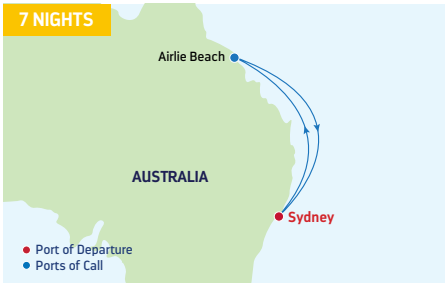 7 NIGHTS
Airlie Beach
AUSTRALIA
Sydney
Port of Departure
Ports of Call